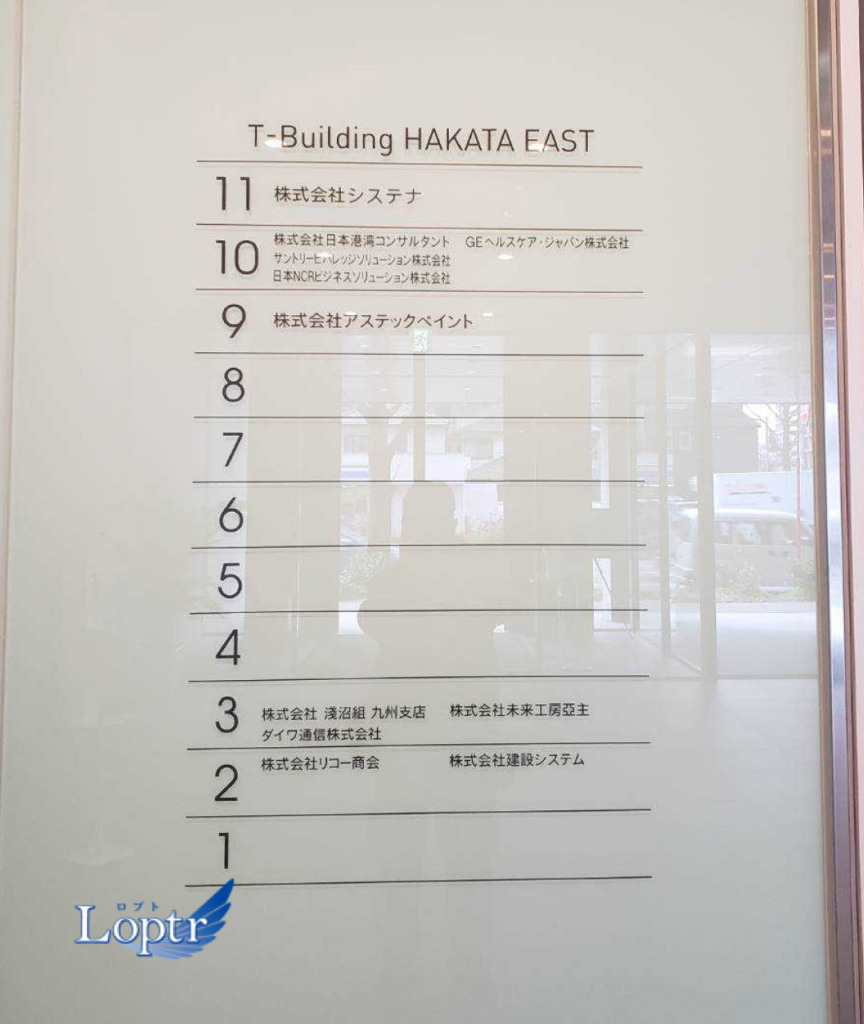 T-Building HAKATA EAST
11 株式会社システナ
10 株式会社日本港湾コンサルタント GEヘルスケア・ジャパン株式会社
サントリービバレッジソリューション株式会社
日本NCRビジネスソリューション株式会社
9 株式会社アステックペイント
8
7
6
5
4
3 株式会社 淺沼組 九州支店 株式会社未来工房亞主
ダイワ通信株式会社
2 株式会社リコー商会 株式会社建設システム
1
ロプト
Loptr